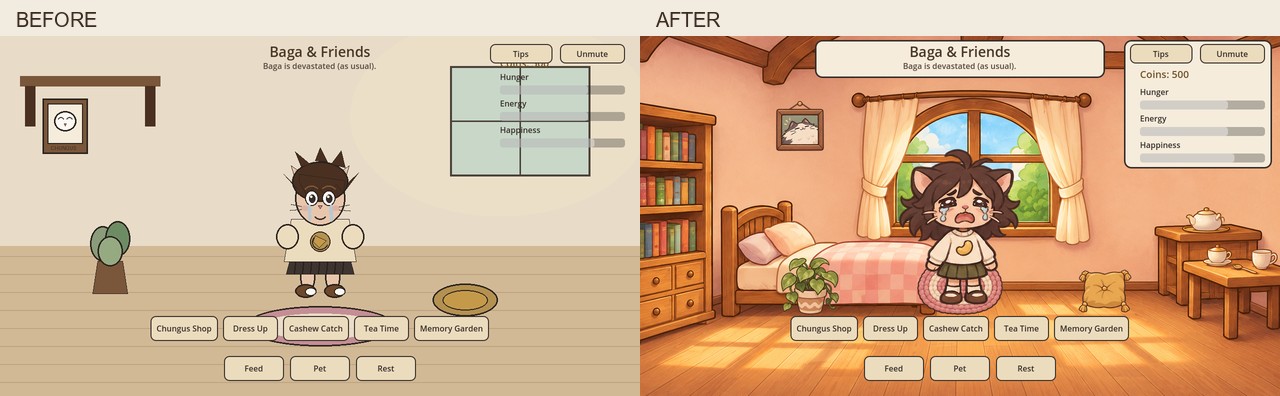 BEFORE
Baga & Friends
Baga is devastated (as usual).
Tips
Unmute
Coins: 500
Hunger
Energy
Happiness
Chungus Shop
Dress Up
Cashew Catch
Tea Time
Memory Garden
Feed
Pet
Rest
AFTER
Baga & Friends
Baga is devastated (as usual).
Tips
Unmute
Coins: 500
Hunger
Energy
Happiness
Chungus Shop
Dress Up
Cashew Catch
Tea Time
Memory Garden
Feed
Pet
Rest